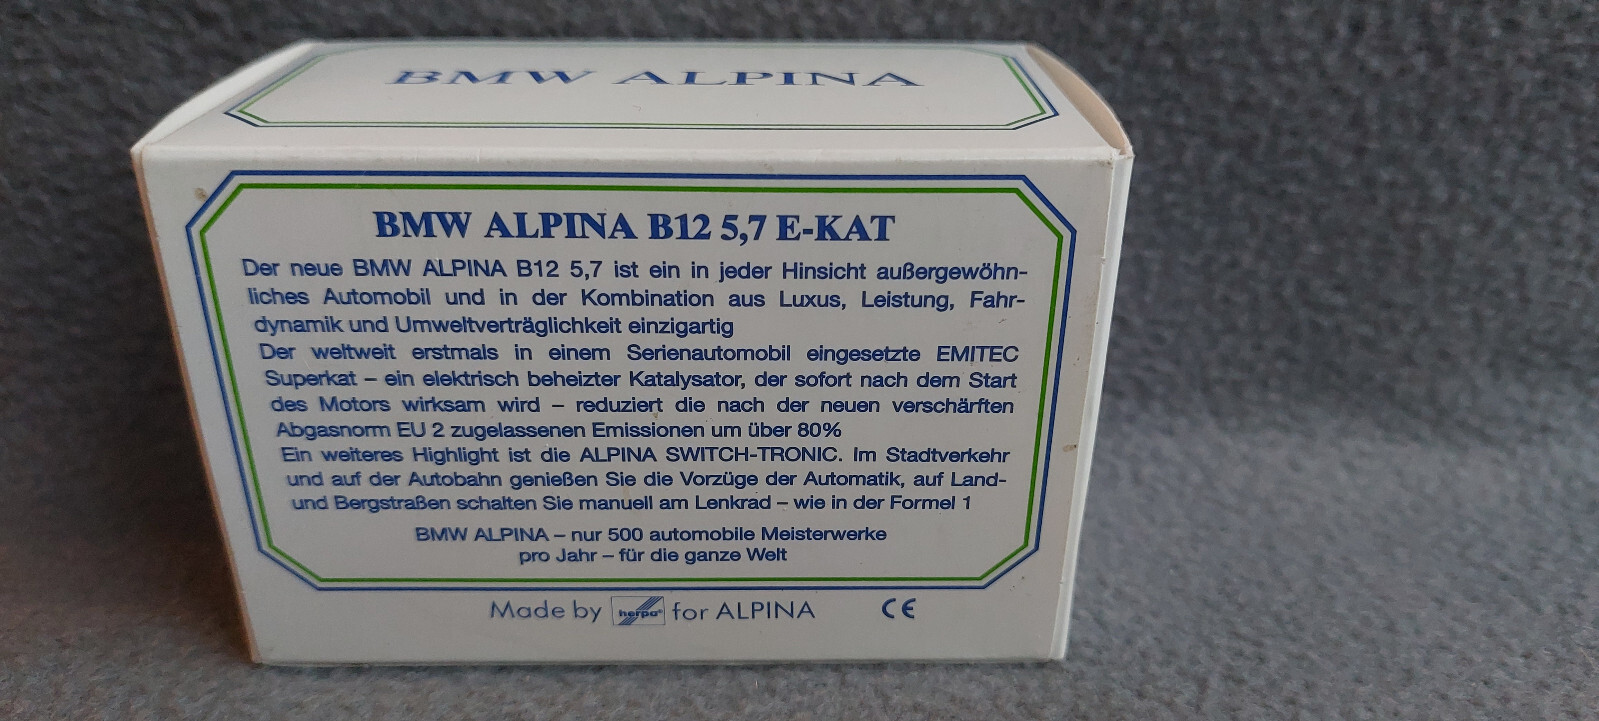 BMW ALPINA
BMW ALPINA B12 5,7 E-KAT
Der neue BMW ALPINA B12 5,7 ist ein in jeder Hinsicht außergewöhn-
liches Automobil und in der Kombination aus Luxus, Leistung, Fahr-
dynamik und Umweltverträglichkeit einzigartig
Der weltweit erstmals in einem Serienautomobil eingesetzte EMITEC
Superkat – ein elektrisch beheizter Katalysator, der sofort nach dem Start
des Motors wirksam wird – reduziert die nach der neuen verschärften
Abgasnorm EU 2 zugelassenen Emissionen um über 80%
Ein weiteres Highlight ist die ALPINA SWITCH-TRONIC. Im Stadtverkehr
und auf der Autobahn genießen Sie die Vorzüge der Automatik, auf Land-
und Bergstraßen schalten Sie manuell am Lenkrad – wie in der Formel 1
BMW ALPINA – nur 500 automobile Meisterwerke
pro Jahr – für die ganze Welt
Made by herpa for ALPINA CE